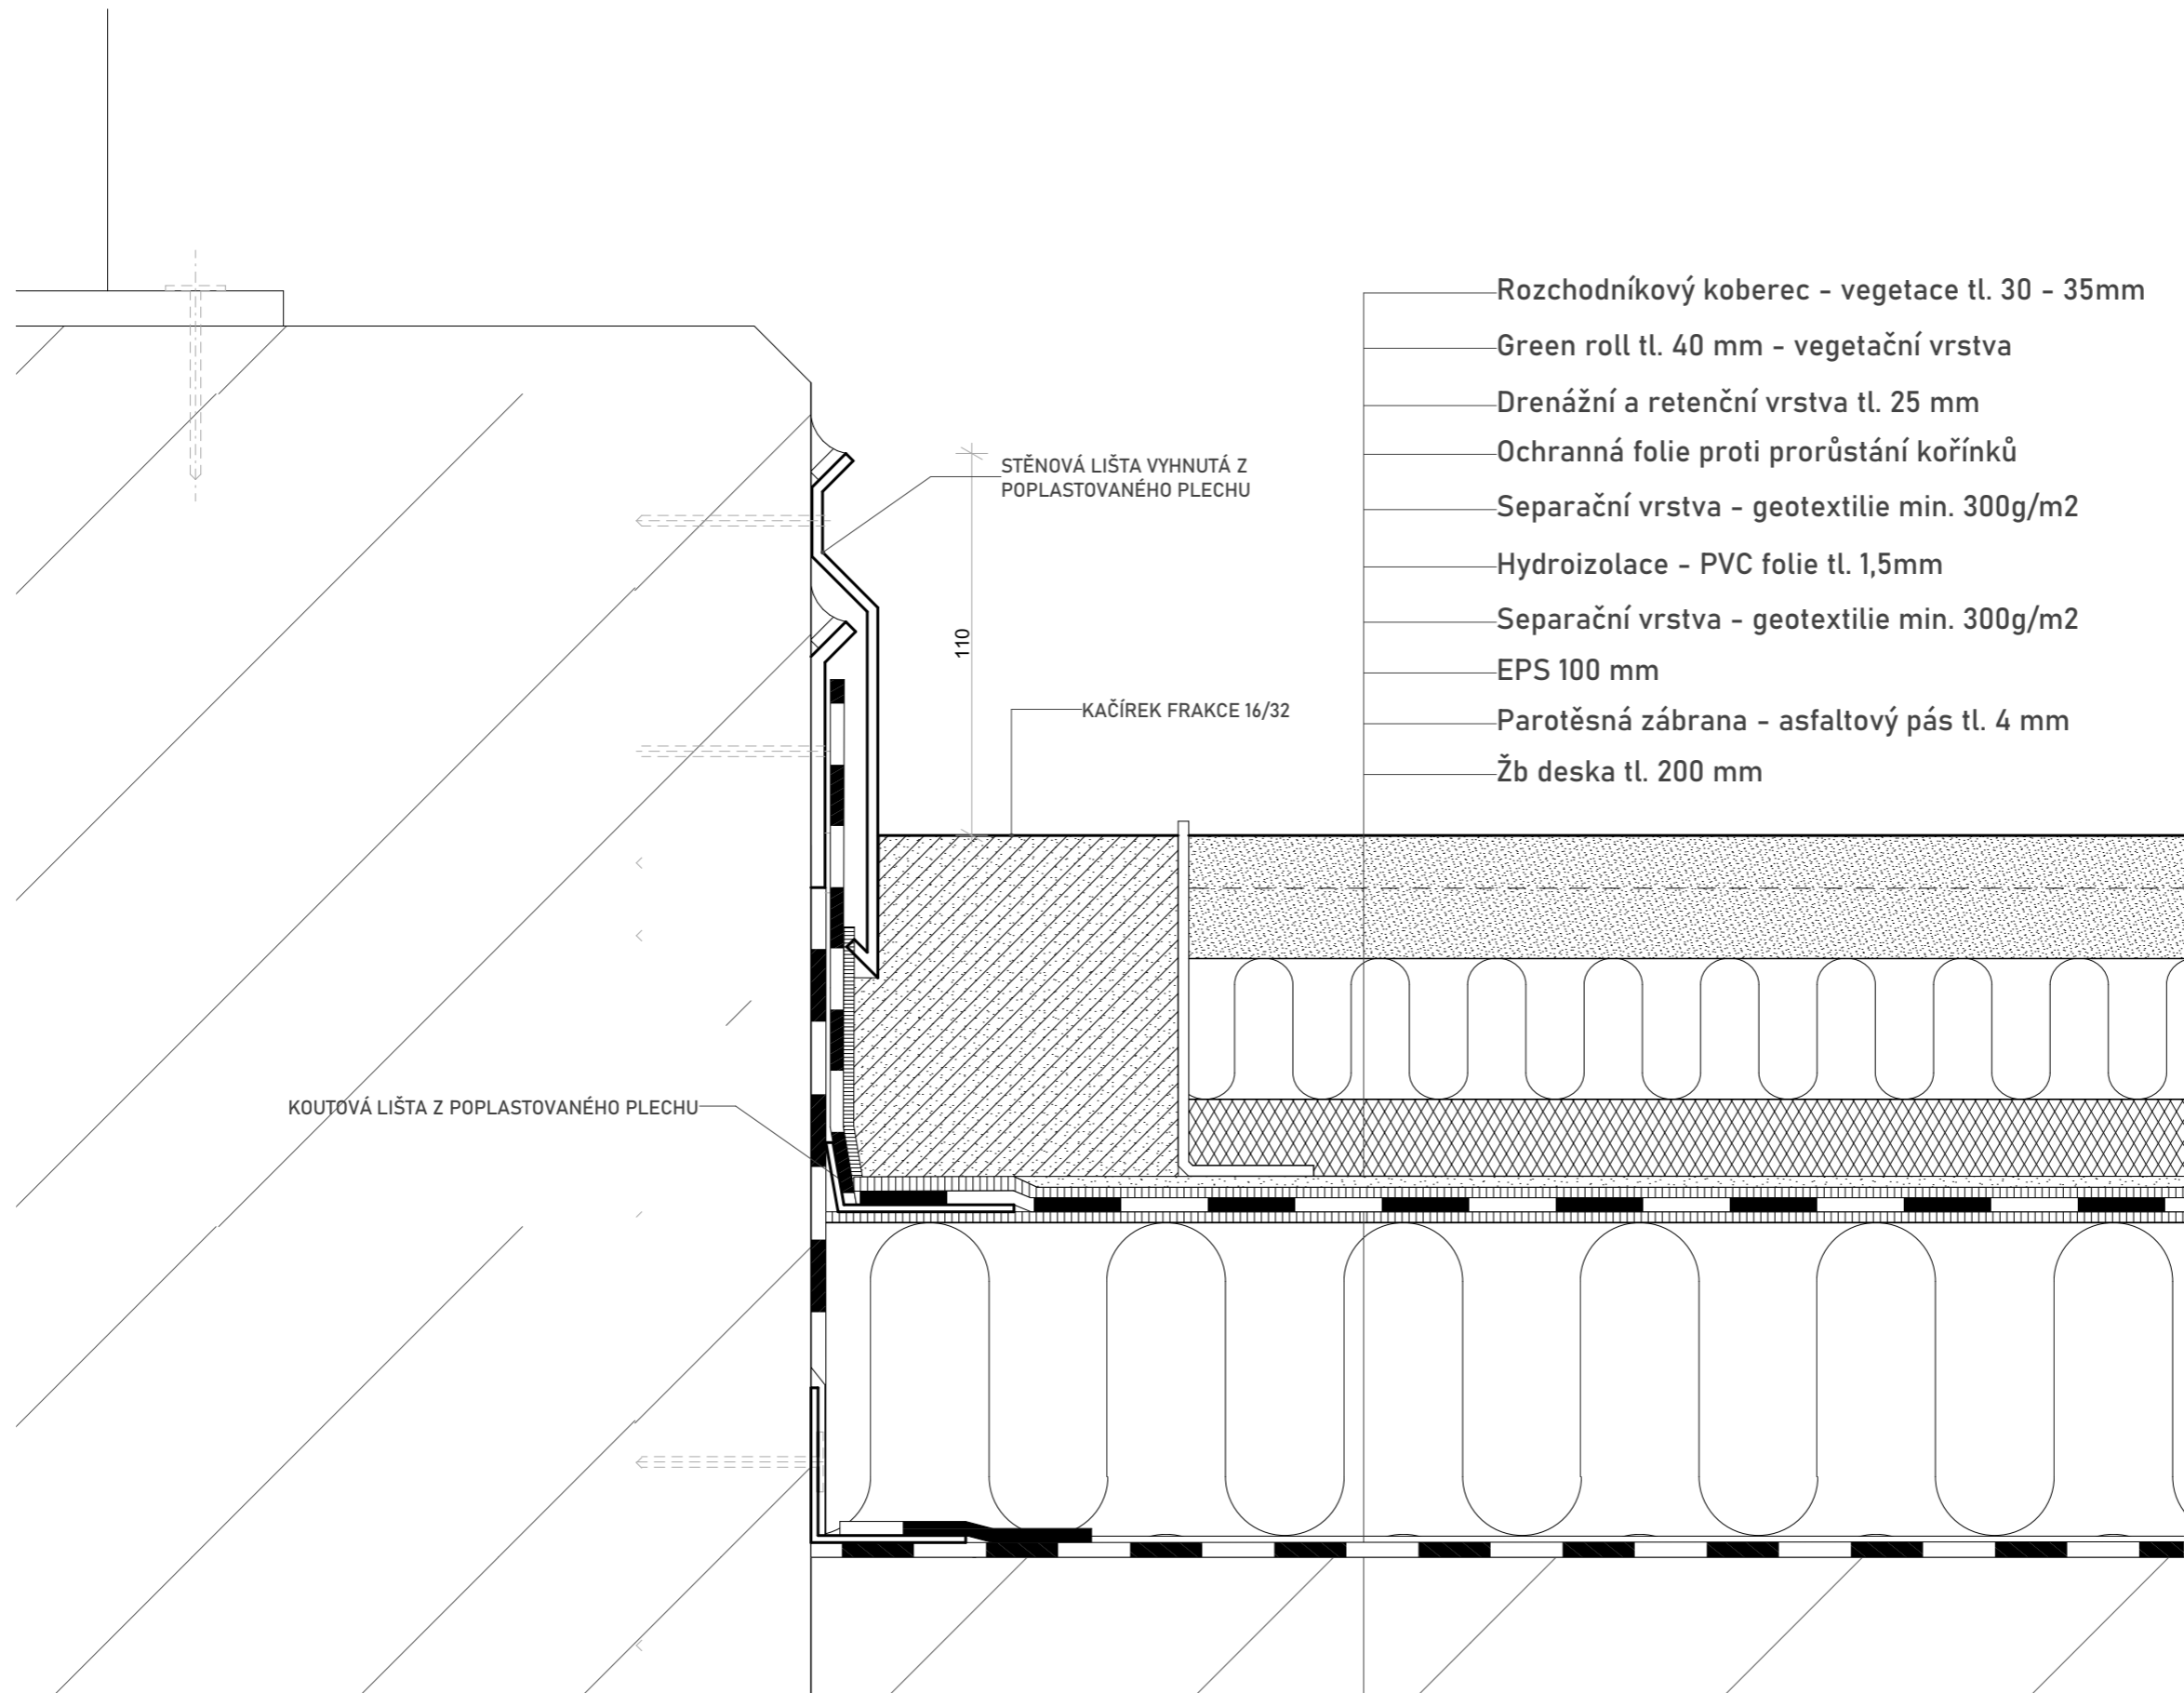 Rozchodníkový koberec - vegetace tl. 30 - 35mm
Green roll tl. 40 mm - vegetační vrstva
Drenážní a retenční vrstva tl. 25 mm
Ochranná folie proti prorůstání kořínků
Separační vrstva - geotextilie min. 300g/m2
Hydroizolace - PVC folie tl. 1,5mm
Separační vrstva - geotextilie min. 300g/m2
EPS 100 mm
Parotěsná zábrana - asfaltový pás tl. 4 mm
Žb deska tl. 200 mm
STĚNOVÁ LIŠTA VYHNUTÁ Z
POPLASTOVANÉHO PLECHU
110
KAČÍREK FRAKCE 16/32
KOUTOVÁ LIŠTA Z POPLASTOVANÉHO PLECHU